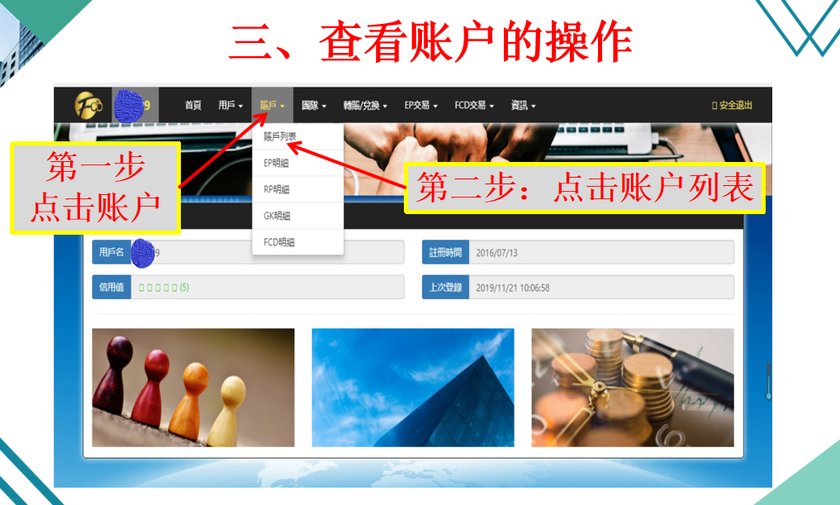 三、查看账户的操作
9
首頁
用戶
賬戶
團隊
轉賬/兌換
EP交易
FCD交易
資訊
安全退出
賬戶列表
EP明細
RP明細
GK明細
FCD明細
第一步
点击账户
第二步：点击账户列表
用戶名
9
註冊時間
2016/07/13
信用值
(5)
上次登錄
2019/11/21 10:06:58